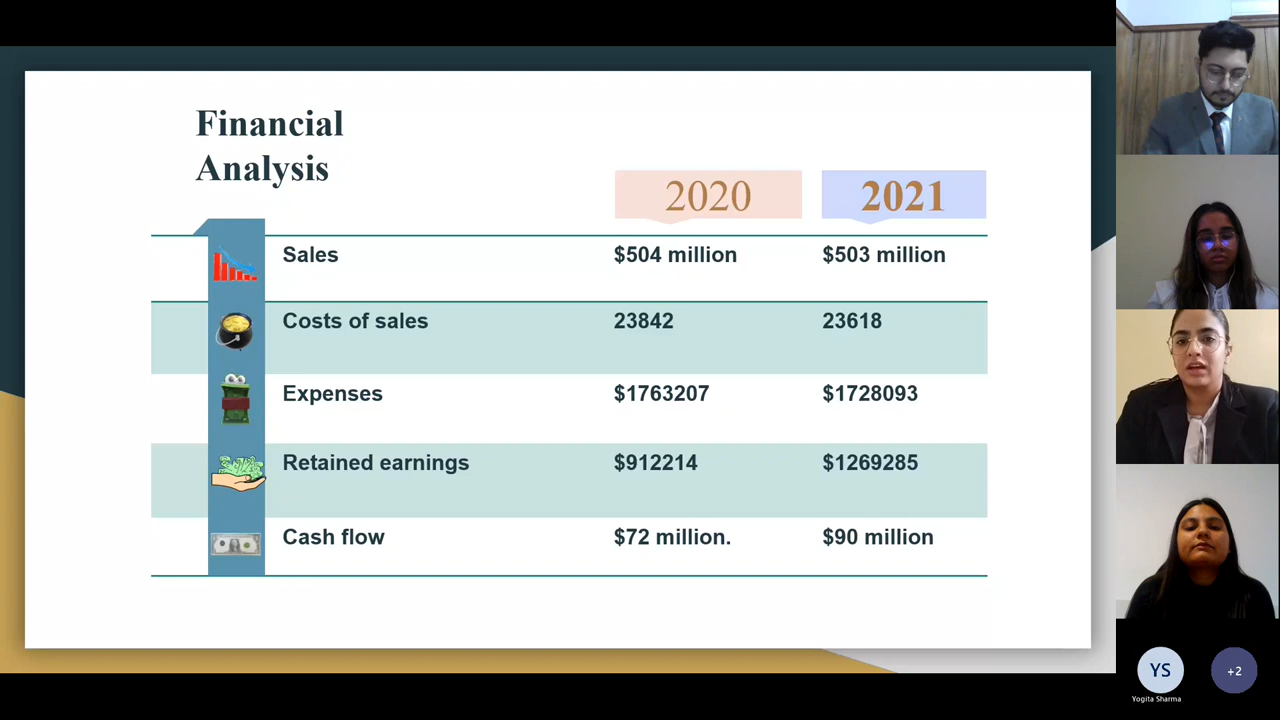 Financial
Analysis
2020 2021
Sales $504 million $503 million
Costs of sales 23842 23618
Expenses $1763207 $1728093
Retained earnings $912214 $1269285
Cash flow $72 million. $90 million
YS +2
Yogita Sharma